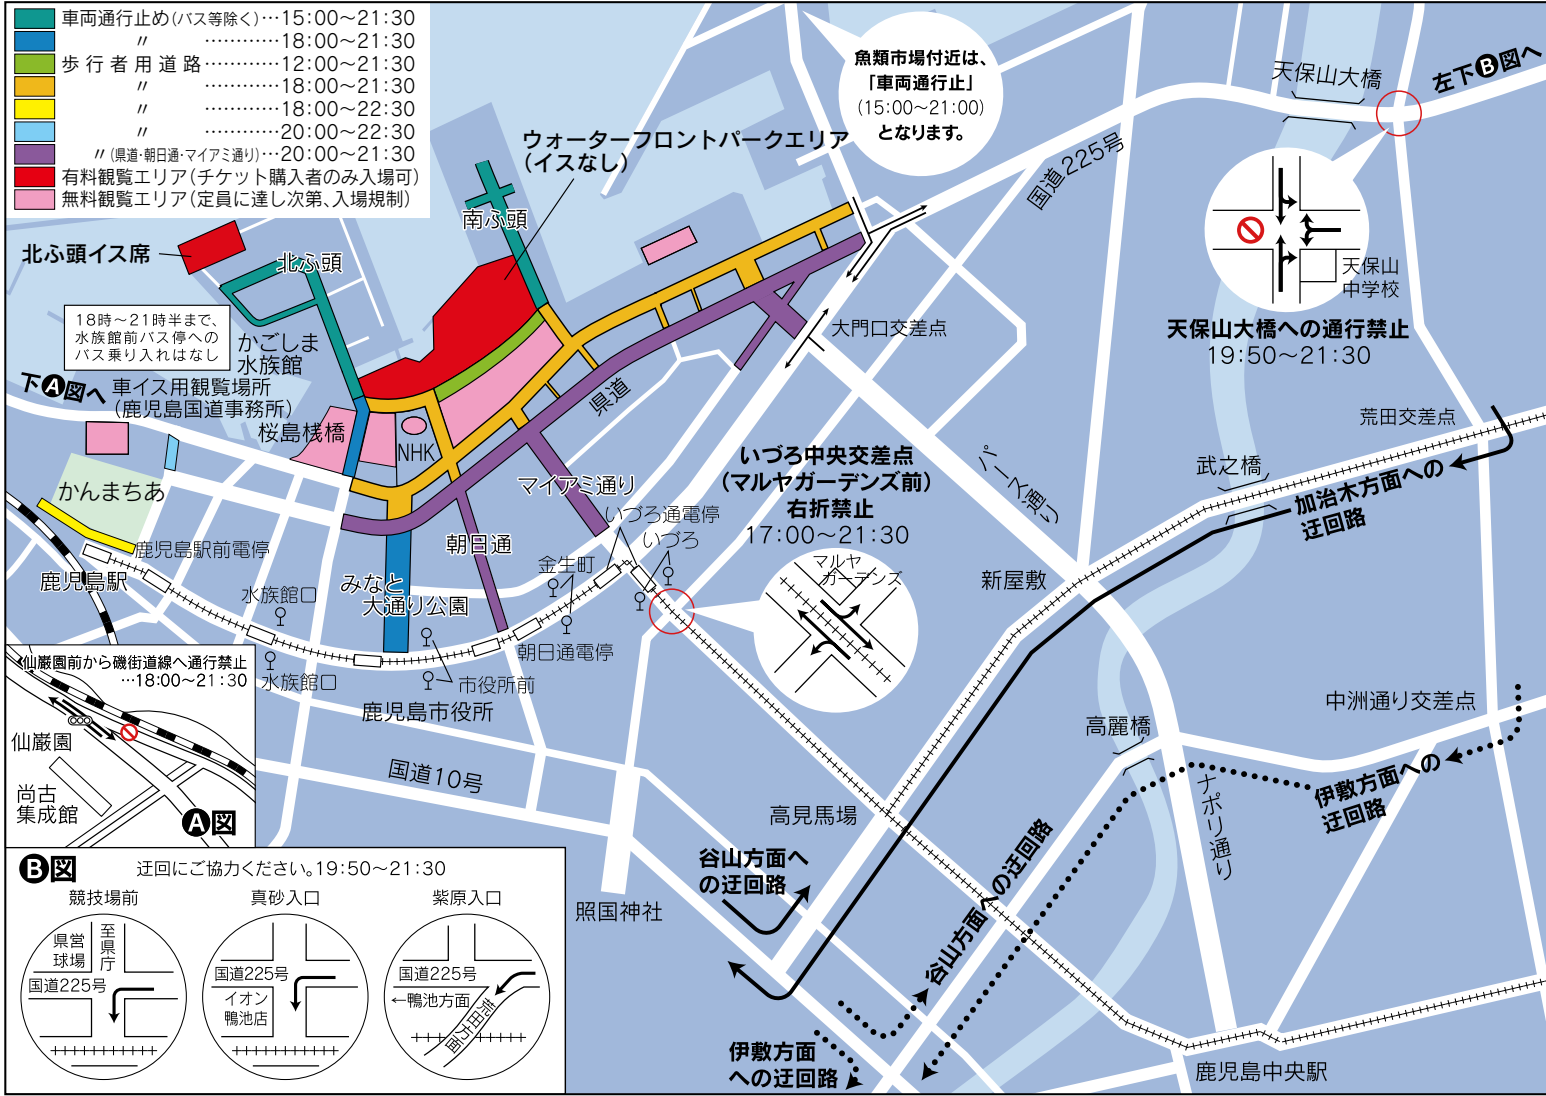 車両通行止め(バス等除く)…15:00～21:30
〃 …………18:00～21:30
歩行者用道路…………12:00～21:30
〃 …………18:00～21:30
〃 …………18:00～22:30
〃 …………20:00～22:30
〃(県道・朝日通・マイアミ通り)…20:00～21:30
有料観覧エリア(チケット購入者のみ入場可)
無料観覧エリア(定員に達し次第、入場規制)
魚類市場付近は、
「車両通行止」
(15:00～21:00)
となります。
天保山大橋
左下B図へ
国道225号
ウォーターフロントパークエリア
(イスなし)
南ふ頭
北ふ頭イス席
北ふ頭
天保山
中学校
天保山大橋への通行禁止
19:50～21:30
18時～21時半まで、
水族館前バス停への
バス乗り入れはなし
かごしま
水族館
大門口交差点
下A図へ
車イス用観覧場所
(鹿児島国道事務所)
桜島桟橋
NHK
県道
荒田交差点
パース通り
武之橋
加治木方面への
迂回路
いづろ中央交差点
(マルヤガーデンズ前)
右折禁止
17:00～21:30
マルヤ
ガーデンズ
かんまちあ
マイアミ通り
いづろ通電停
いづろ
朝日通
金生町
鹿児島駅前電停
鹿児島駅
水族館口
みなと
大通り公園
新屋敷
朝日通電停
水族館口
市役所前
鹿児島市役所
仙巌園前から磯街道線へ通行禁止
…18:00～21:30
仙巌園
尚古
集成館
A図
国道10号
中洲通り交差点
高麗橋
伊敷方面への
迂回路
ナポリ通り
高見馬場
谷山方面へ
の迂回路
谷山方面への迂回路
照国神社
伊敷方面
への迂回路
鹿児島中央駅
B図
迂回にご協力ください。19:50～21:30
競技場前
県営
球場
至県庁
国道225号
真砂入口
国道225号
イオン
鴨池店
紫原入口
国道225号
←鴨池方面
荒田方面